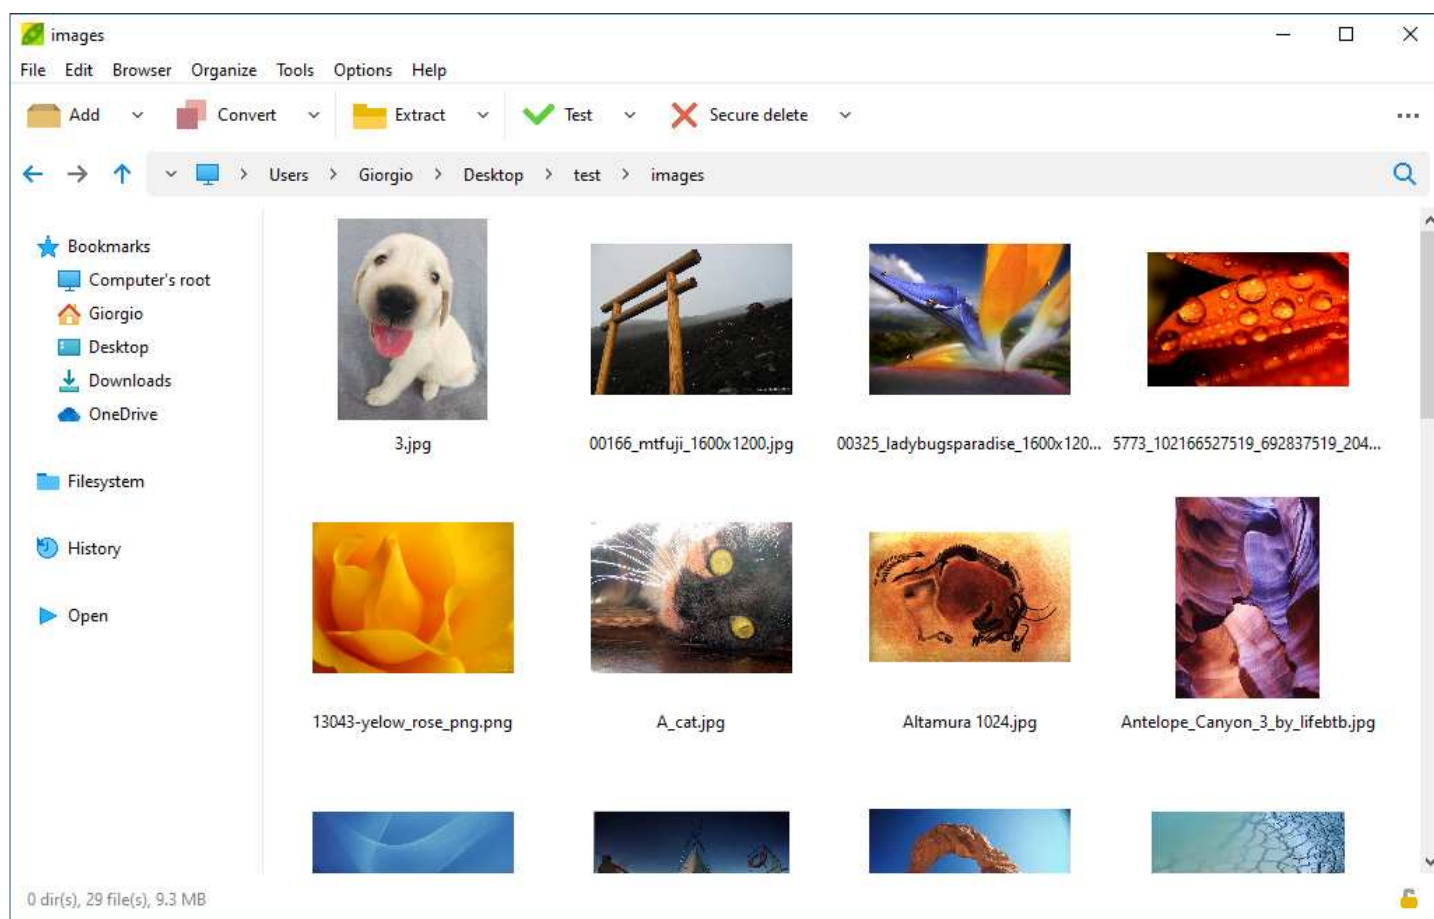 images
File Edit Browser Organize Tools Options Help
Add Convert Extract Test Secure delete
Users > Giorgio > Desktop > test > images
Bookmarks
Computer's root
Giorgio
Desktop
Downloads
OneDrive
Filesystem
History
Open
3.jpg 00166_mtfuji_1600x1200.jpg 00325_ladybugsparadise_1600x120... 5773_102166527519_692837519_204...
13043-yelow_rose_png.png A_cat.jpg Altamura 1024.jpg Antelope_Canyon_3_by_lifebtb.jpg
0 dir(s), 29 file(s), 9.3 MB